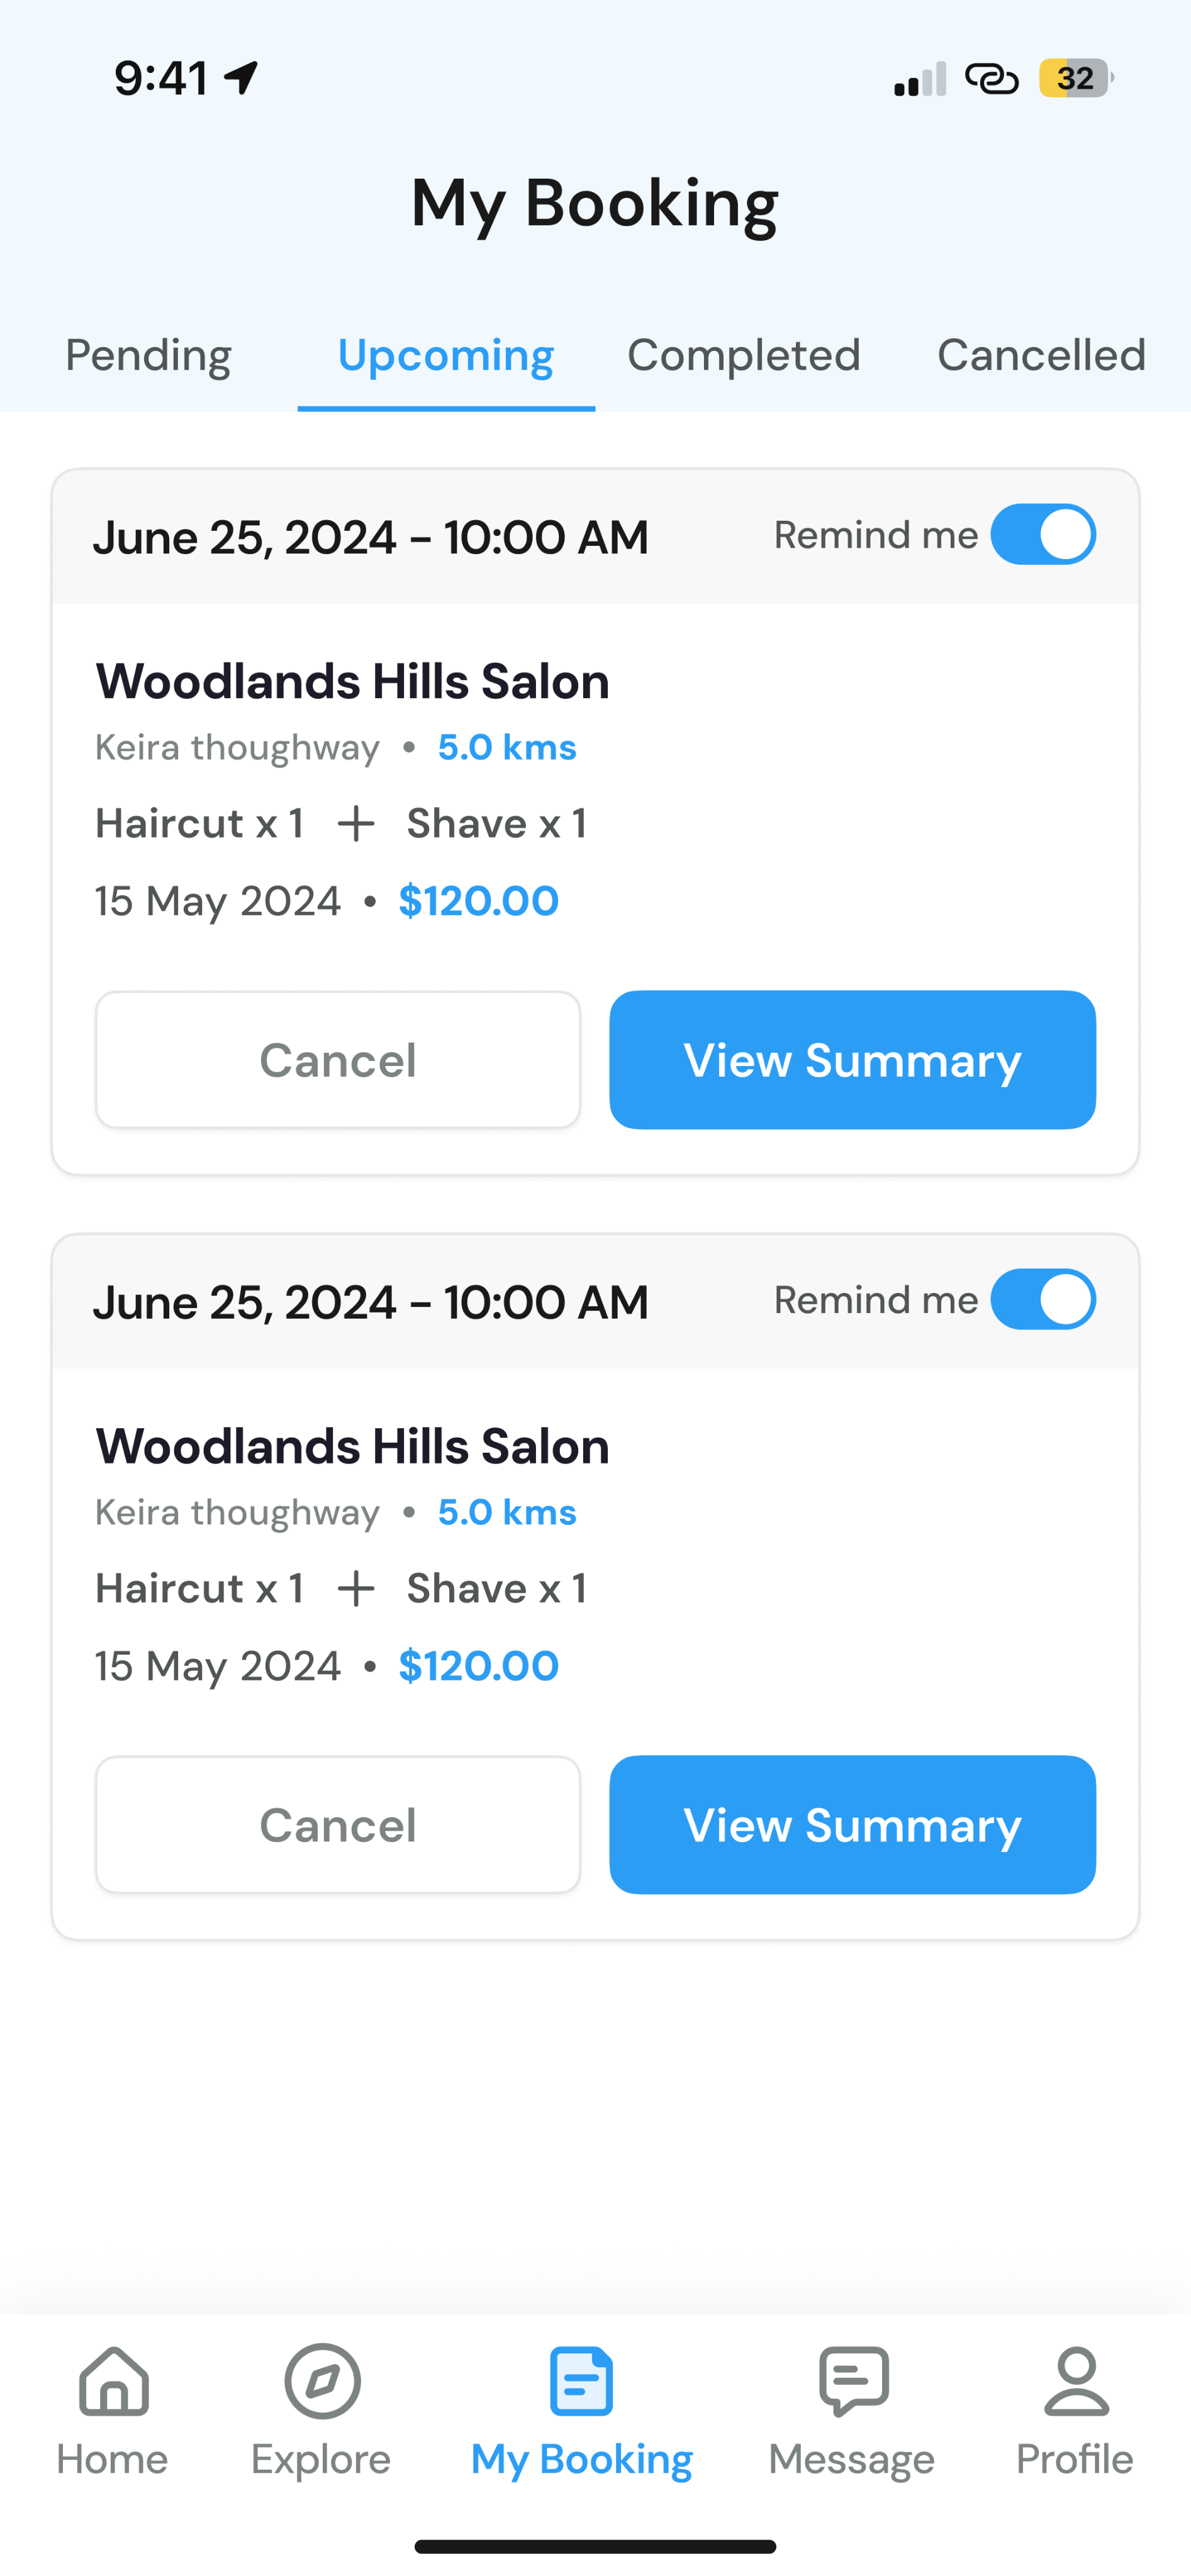 9:41
32
My Booking
Pending Upcoming Completed Cancelled
June 25, 2024 - 10:00 AM Remind me
Woodlands Hills Salon
Keira thoughway • 5.0 kms
Haircut x 1 + Shave x 1
15 May 2024 • $120.00
Cancel View Summary
June 25, 2024 - 10:00 AM Remind me
Woodlands Hills Salon
Keira thoughway • 5.0 kms
Haircut x 1 + Shave x 1
15 May 2024 • $120.00
Cancel View Summary
Home Explore My Booking Message Profile